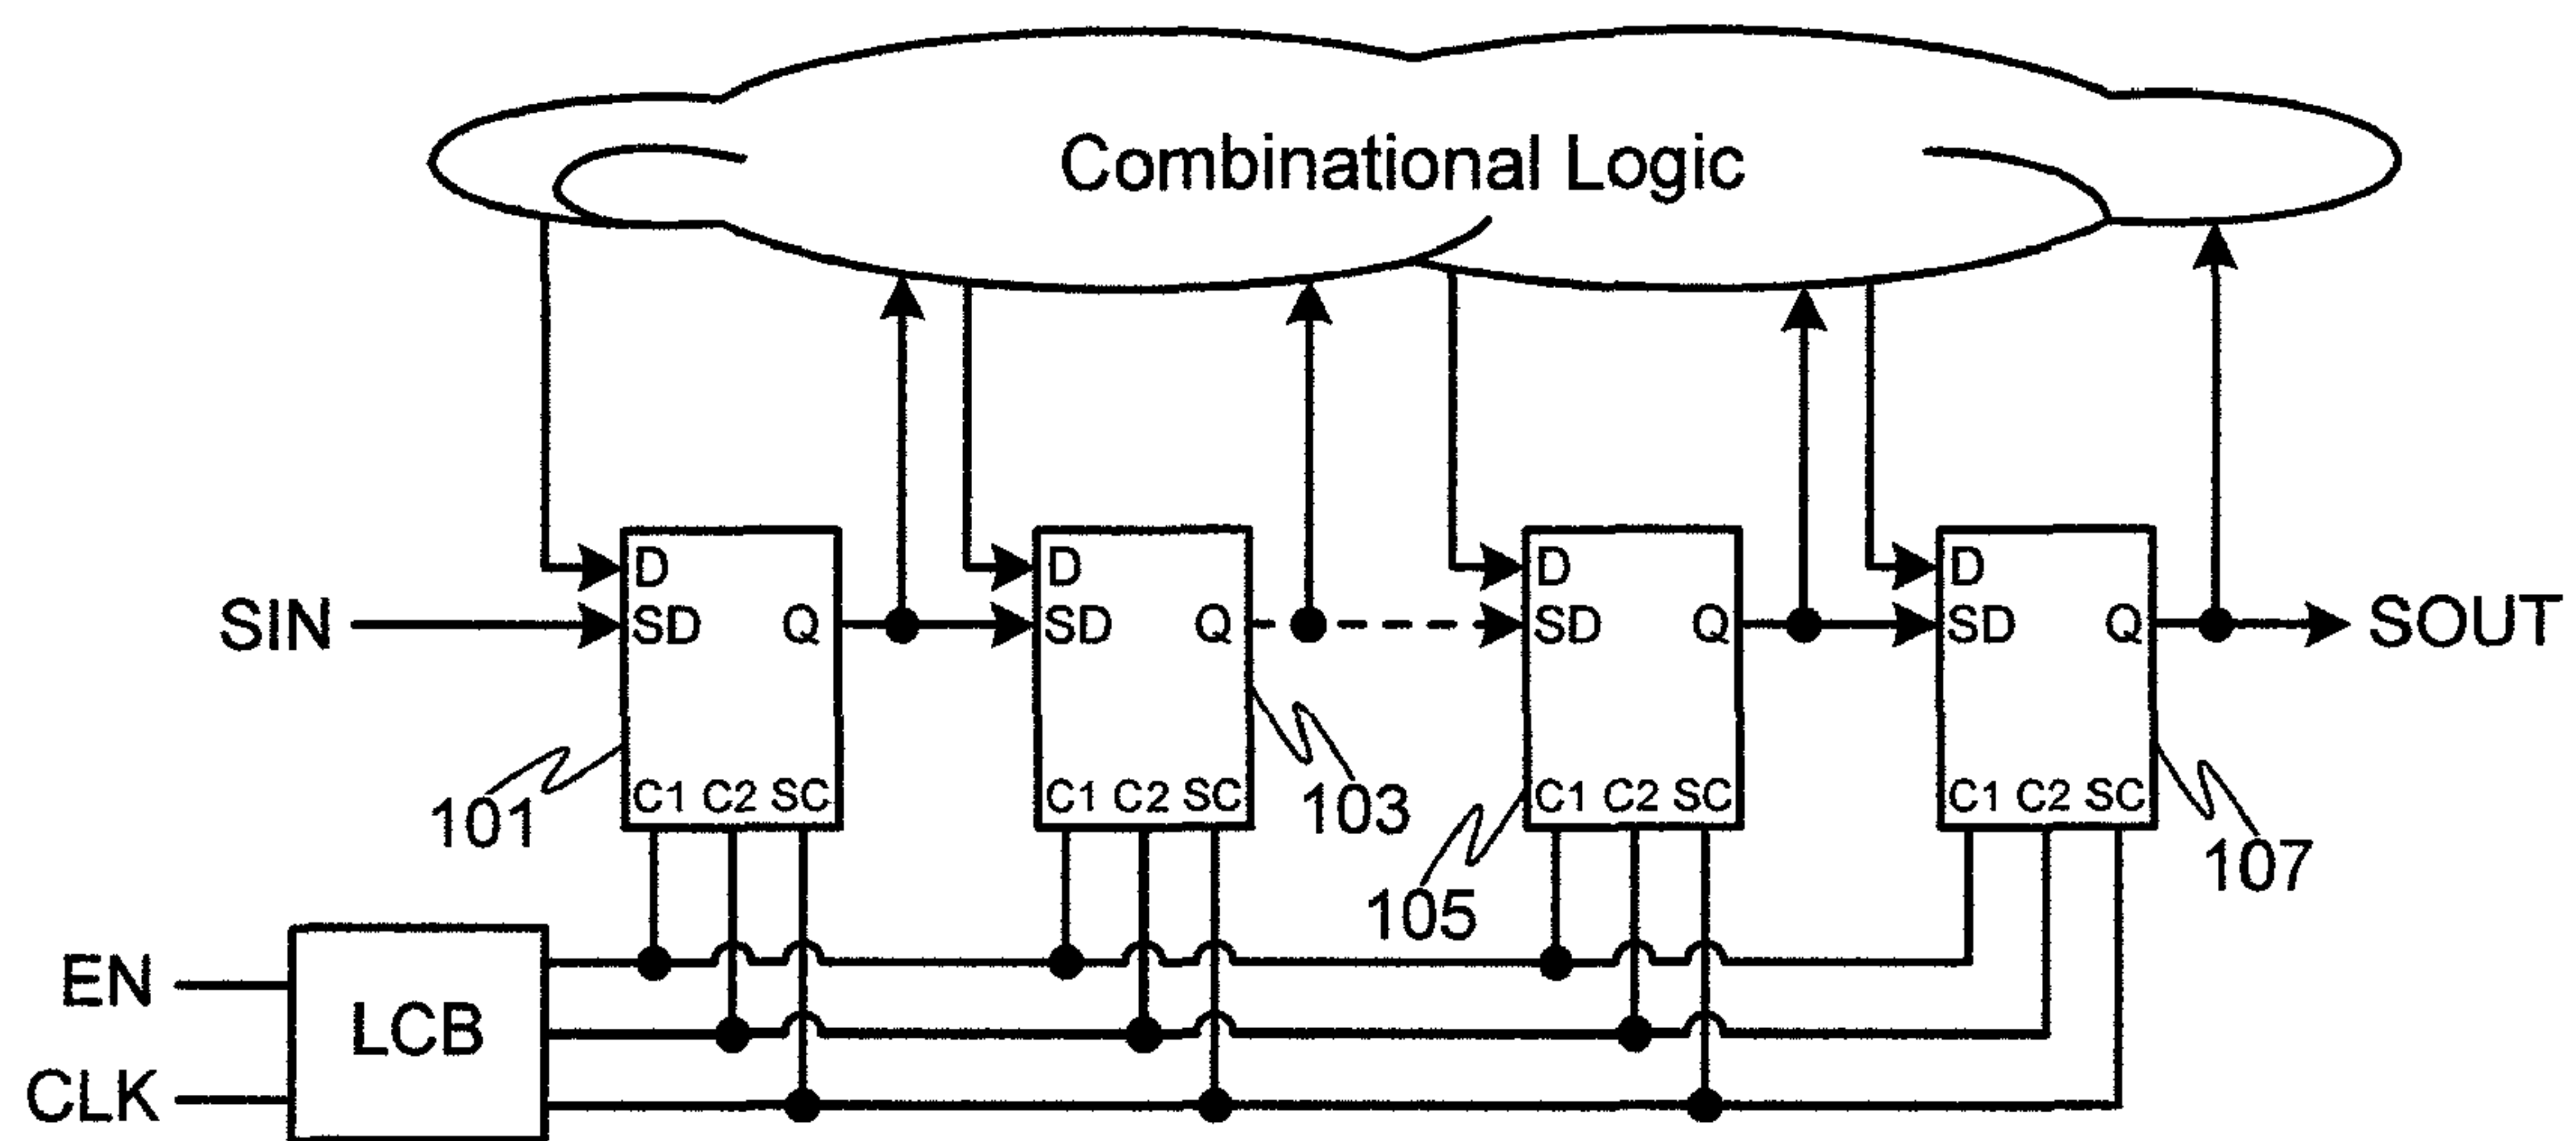 Combinational Logic
D
D
D
D
SIN
SD
Q
SD
Q
SD
Q
SD
Q
SOUT
C1 C2 SC
C1 C2 SC
C1 C2 SC
C1 C2 SC
101
103
105
107
EN
LCB
CLK